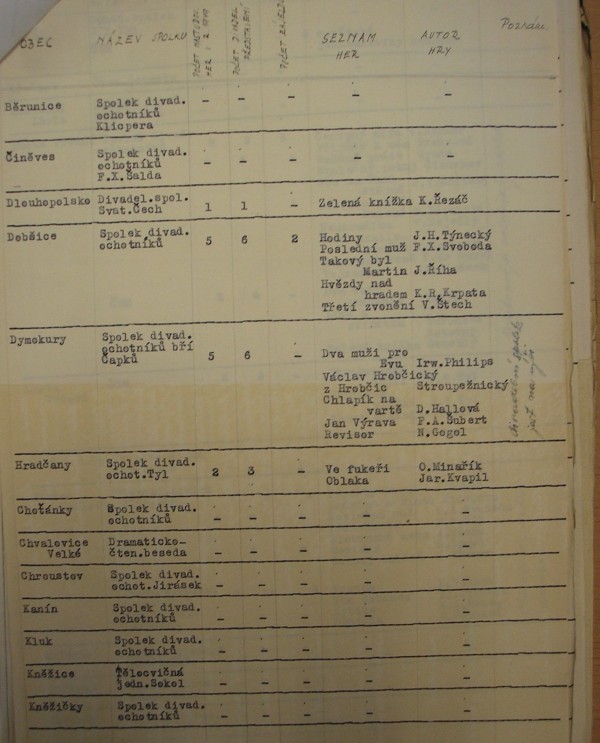 OBEC NÁZEV SPOLKU POČET SEZNAM HER AUTOR HRY Poznám.
Běrunice Spolek divad. — — — — —
ochotníků
Klicpera
Činěves Spolek divad. — — — — —
ochotníků
F.X.Šalda
Dlouhopolsko Divadel.spol. 1 1 — Zelená knížka K.Řezáč
Svat.Čech
Dobšice Spolek divad. 5 6 2 Hodiny J.H.Týnecký
ochotníků Poslední muž F.X.Svoboda
Takový byl
Martin J.Říha
Hvězdy nad
hradem K.R.Krpata
Třetí zvonění V.Štech
Dymokury Spolek divad.
ochotníků bří 5 6 — Dva muži pro
Čapků Evu Irw.Philips
Václav Hrobčický
z Hrobčic Stroupežnický
Chlapík na
vartě D.Hallová
Jan Výrava F.A.Šubert
Revisor N.Gogol
Hradčany Spolek divad. 2 3 — Ve fukeři O.Minařík
ochot.Tyl Oblaka Jar.Kvapil
Choťánky Spolek divad.
ochotníků — — — — —
Chvalovice Dramaticko-
Velké čten.beseda — — — — —
Chroustov Spolek divad.
ochot.Jirásek — — — — —
Kanín Spolek divad.
ochotníků — — — — —
Kluk Spolek divad.
ochotníků — — — — —
Kněžice Tělocvičná
jedn.Sokol — — — — —
Kněžičky Spolek divad.
ochotníků — — — — —